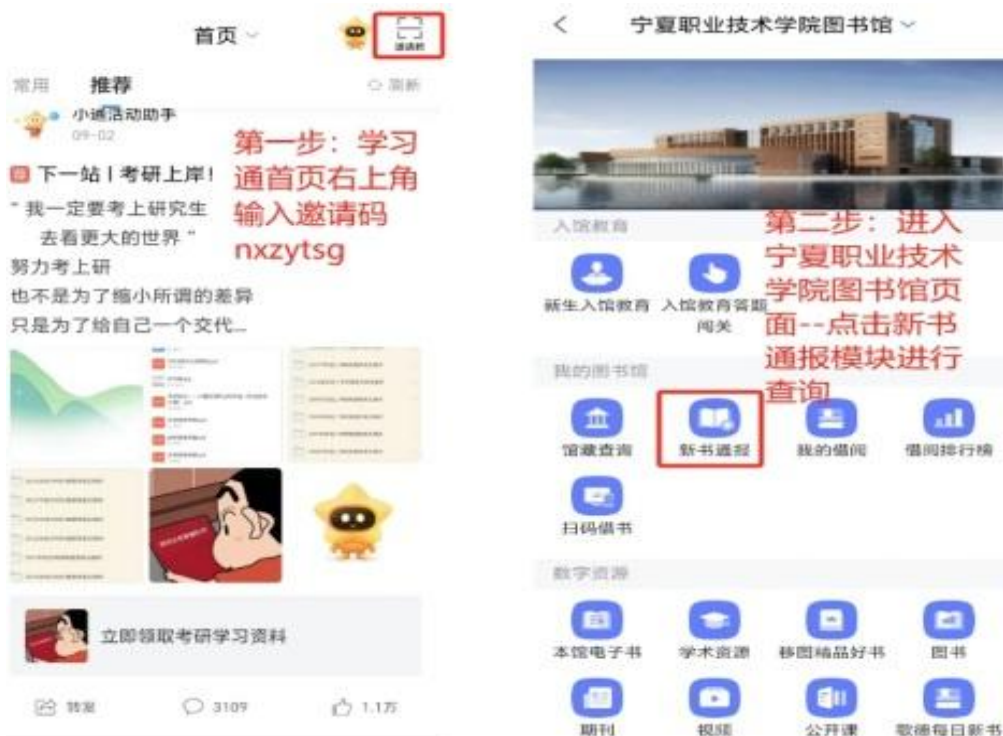 首页
邀请码
常用 推荐 刷新
小通活动助手
09-02
第一步：学习
通首页右上角
输入邀请码
nxzytsg
下一站 | 考研上岸！
“我一定要考上研究生
去看更大的世界”
努力考上研
也不是为了缩小所谓的差异
只是为了给自己一个交代...
立即领取考研学习资料
转发 3109 1.1万
宁夏职业技术学院图书馆
入馆教育
第二步：进入
宁夏职业技术
学院图书馆页
面--点击新书
通报模块进行
查询
新生入馆教育 入馆教育答题
闯关
我的图书馆
馆藏查询 新书通报 我的借阅 借阅排行榜
扫码借书
数字资源
本馆电子书 学术资源 移图精品好书 图书
期刊 视频 公开课 歌德每日新书